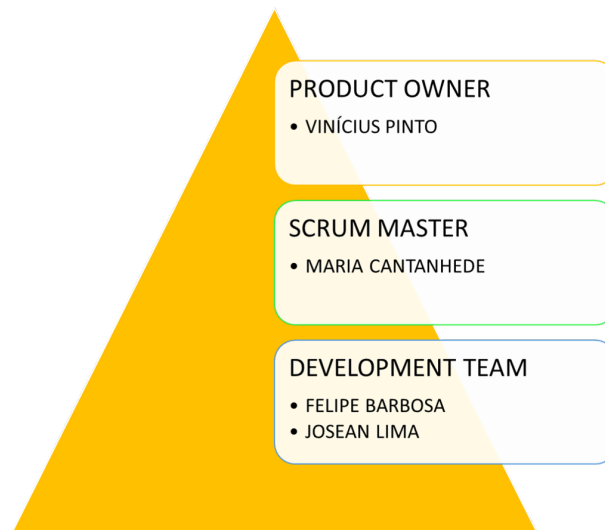 PRODUCT OWNER
• VINÍCIUS PINTO
SCRUM MASTER
• MARIA CANTANHEDE
DEVELOPMENT TEAM
• FELIPE BARBOSA
• JOSEAN LIMA